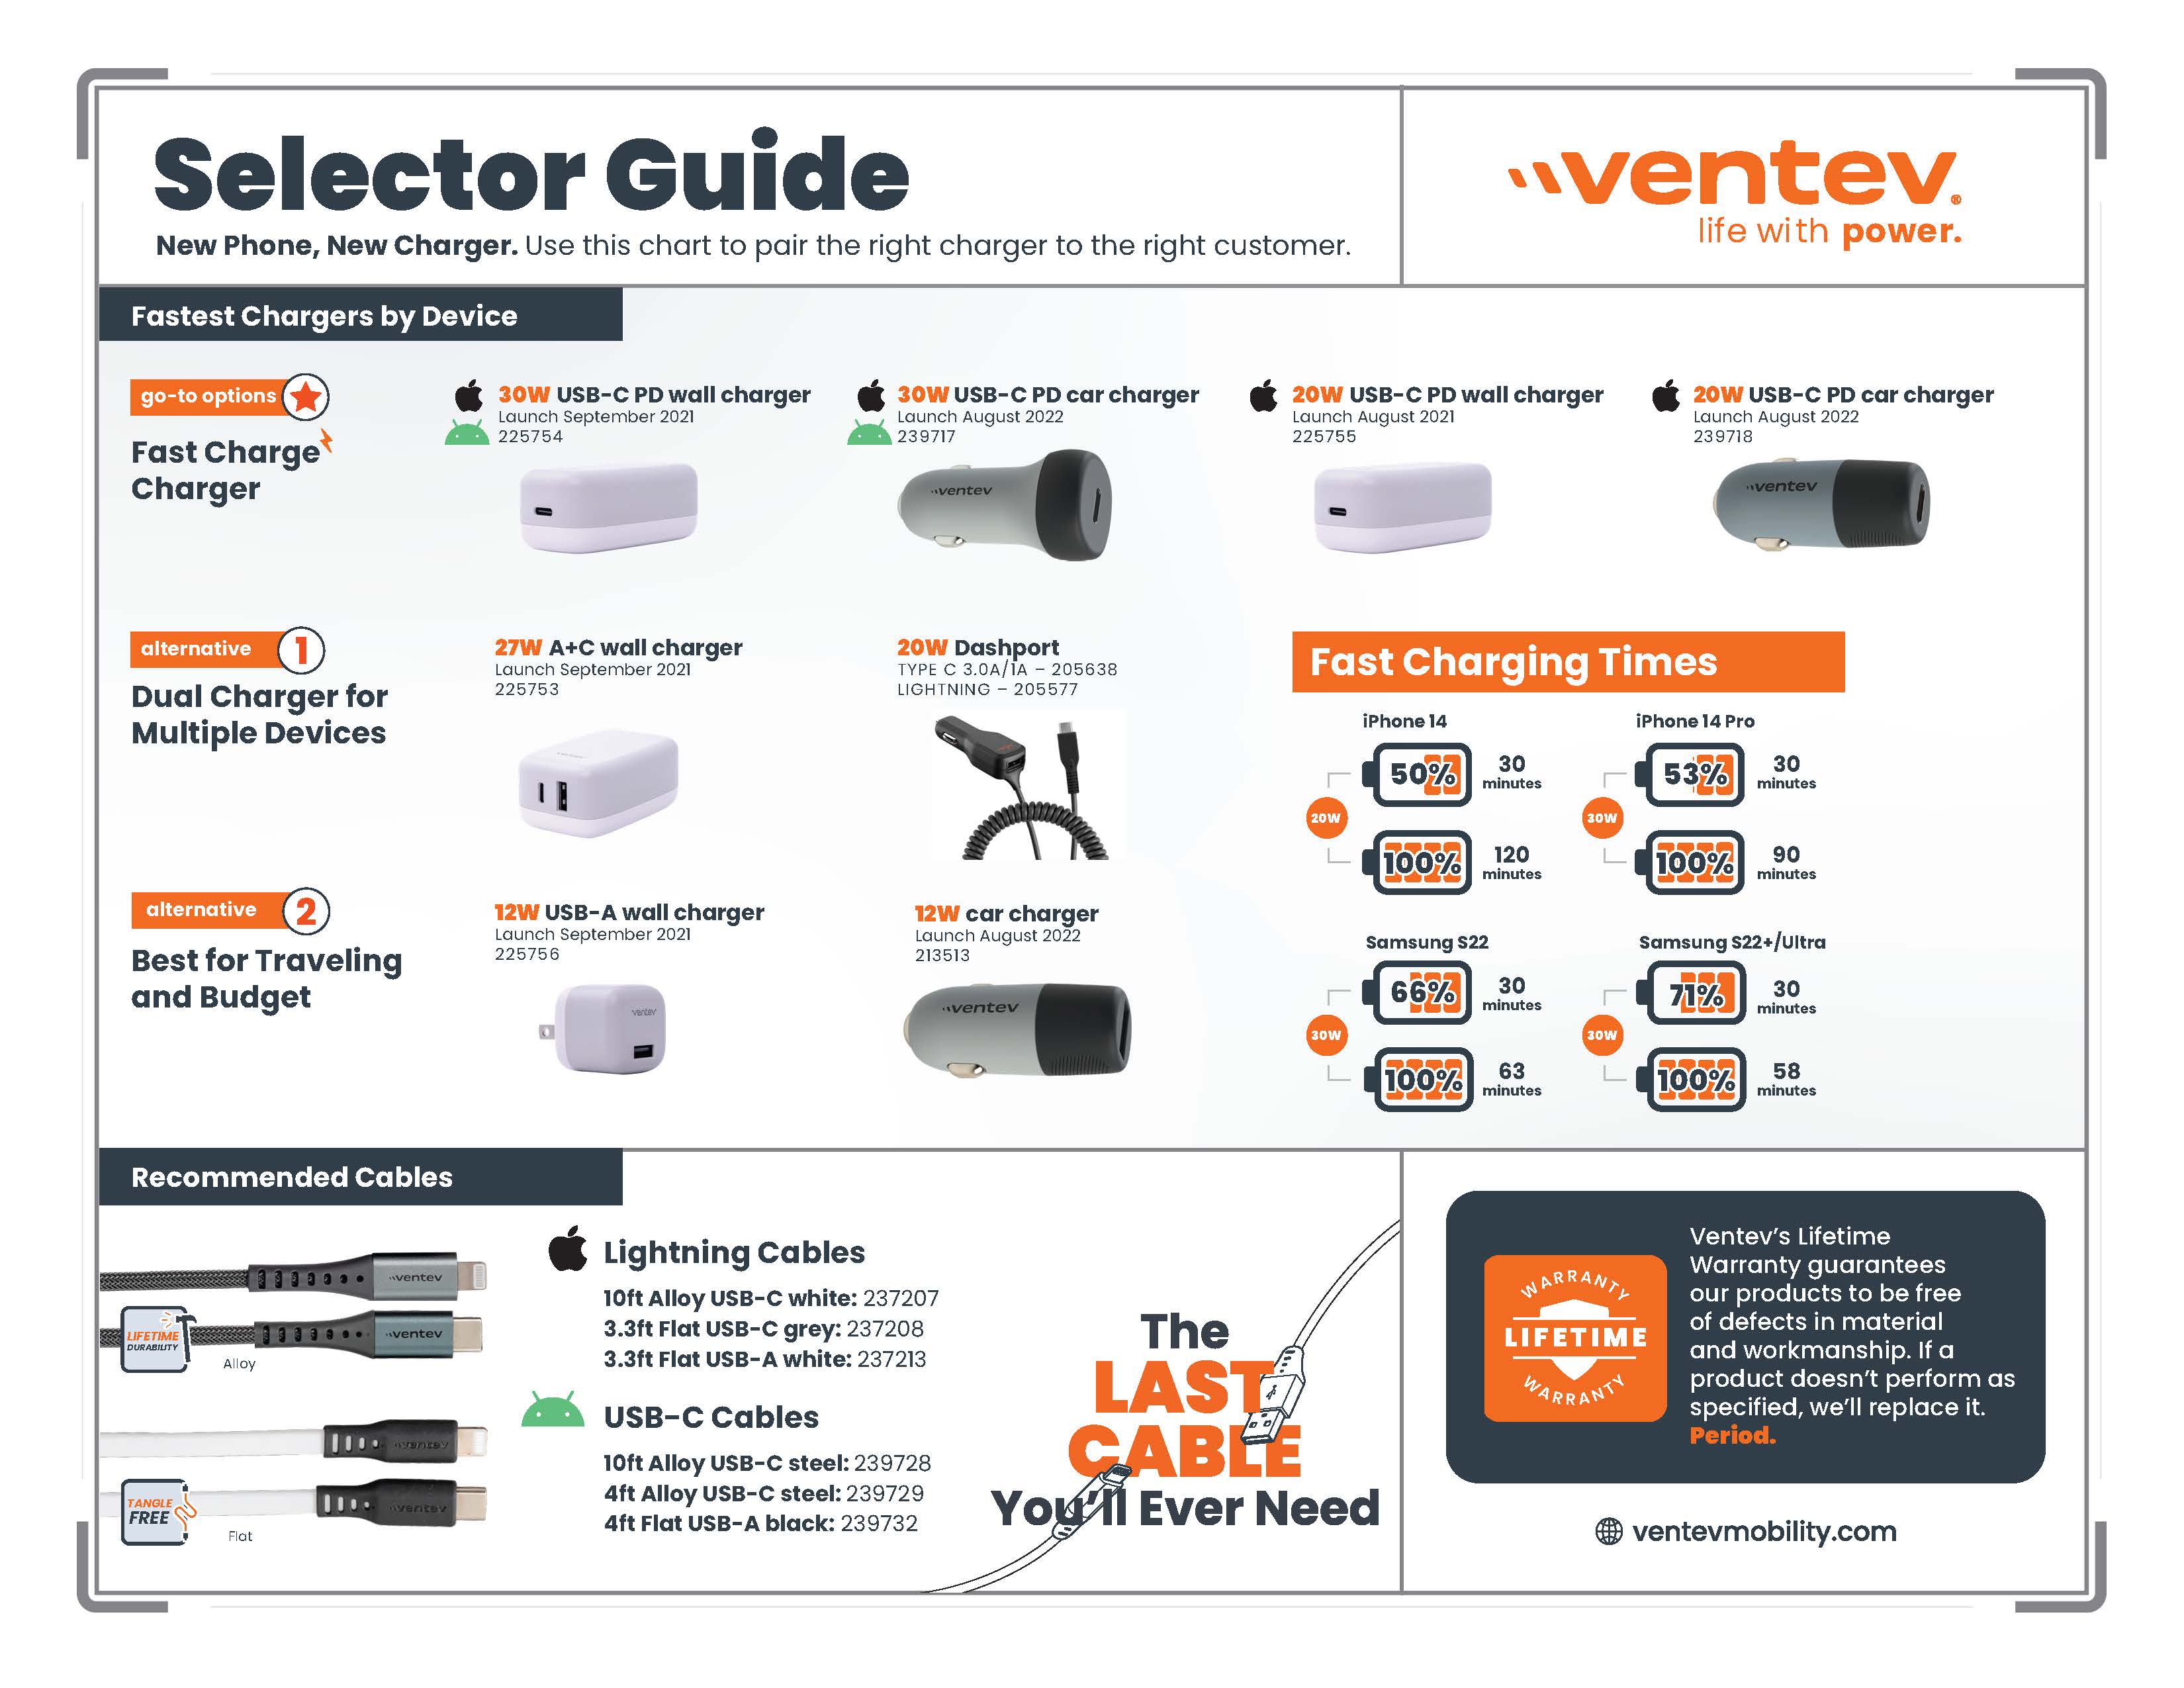 Selector Guide
New Phone, New Charger. Use this chart to pair the right charger to the right customer.
ventev®
life with power.
Fastest Chargers by Device
go-to options
Fast Charge
Charger
30W USB-C PD wall charger
Launch September 2021
225754
30W USB-C PD car charger
Launch August 2022
239717
ventev
20W USB-C PD wall charger
Launch August 2021
225755
20W USB-C PD car charger
Launch August 2022
239718
ventev
alternative 1
Dual Charger for
Multiple Devices
27W A+C wall charger
Launch September 2021
225753
20W Dashport
TYPE C 3.0A/1A – 205638
LIGHTNING – 205577
alternative 2
Best for Traveling
and Budget
12W USB-A wall charger
Launch September 2021
225756
ventev
12W car charger
Launch August 2022
213513
ventev
Fast Charging Times
iPhone 14
50% 30
minutes
20W
100% 120
minutes
iPhone 14 Pro
53% 30
minutes
30W
100% 90
minutes
Samsung S22
66% 30
minutes
30W
100% 63
minutes
Samsung S22+/Ultra
71% 30
minutes
30W
100% 58
minutes
Recommended Cables
ventev
ventev
LIFETIME
DURABILITY
Alloy
ventev
ventev
TANGLE
FREE
Flat
Lightning Cables
10ft Alloy USB-C white: 237207
3.3ft Flat USB-C grey: 237208
3.3ft Flat USB-A white: 237213
USB-C Cables
10ft Alloy USB-C steel: 239728
4ft Alloy USB-C steel: 239729
4ft Flat USB-A black: 239732
The
LAST
CABLE
You'll Ever Need
WARRANTY
LIFETIME
WARRANTY
Ventev's Lifetime
Warranty guarantees
our products to be free
of defects in material
and workmanship. If a
product doesn't perform as
specified, we'll replace it.
Period.
ventevmobility.com